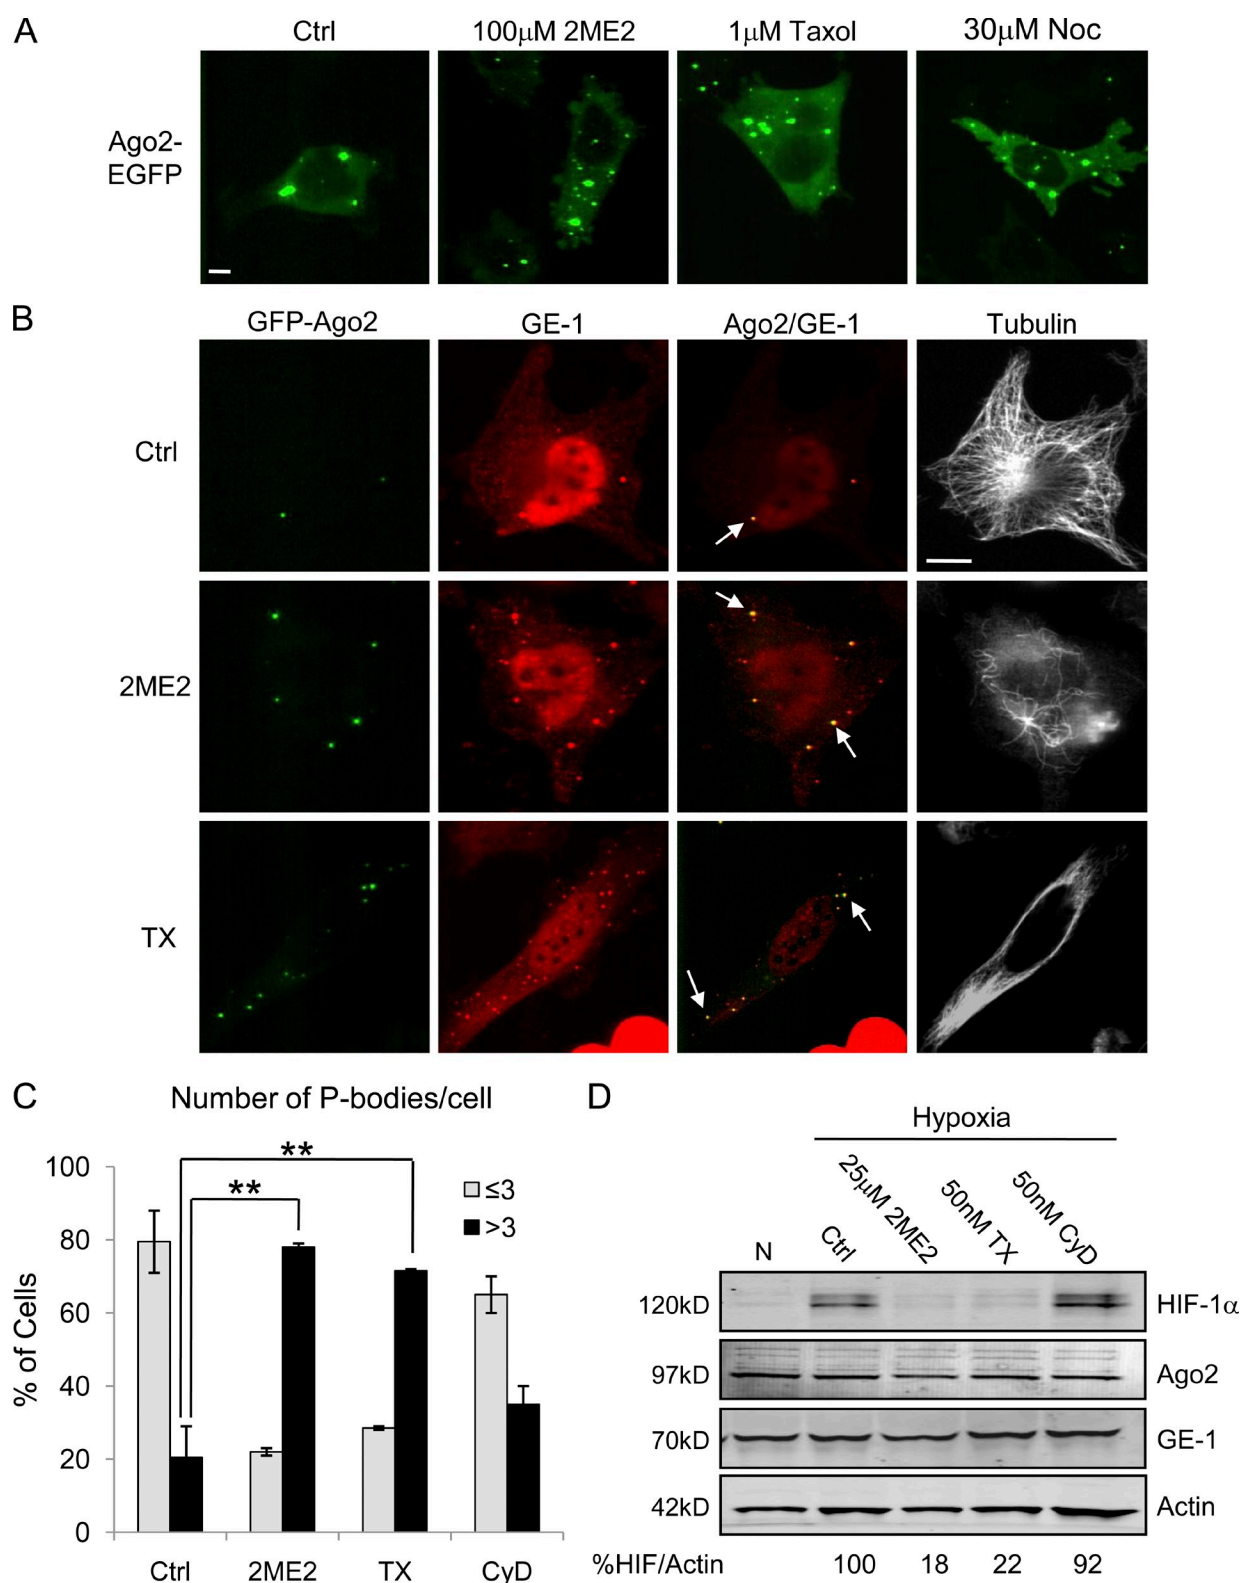 A
Ctrl 100μM 2ME2 1μM Taxol 30μM Noc
Ago2-
EGFP
B
GFP-Ago2 GE-1 Ago2/GE-1 Tubulin
Ctrl
2ME2
TX
C
Number of P-bodies/cell
**
**
≤3
>3
% of Cells
100
80
60
40
20
0
Ctrl 2ME2 TX CyD
D
Hypoxia
N Ctrl 25μM 2ME2 50nM TX 50nM CyD
120kD HIF-1α
97kD Ago2
70kD GE-1
42kD Actin
%HIF/Actin 100 18 22 92